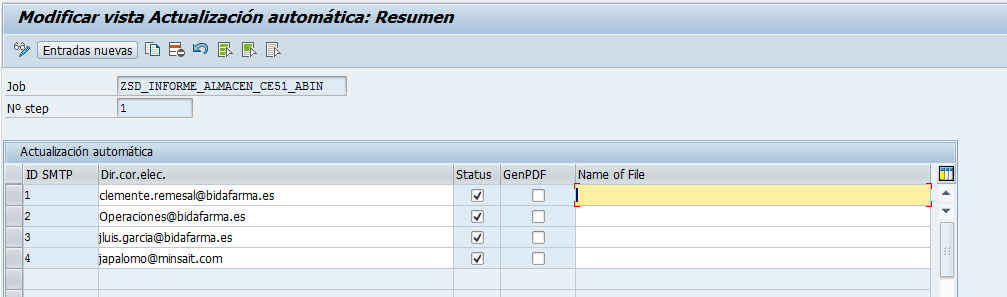 Modificar vista Actualización automática: Resumen
Entradas nuevas
Job ZSD_INFORME_ALMACEN_CE51_ABIN
Nº step 1
Actualización automática
ID SMTP Dir.cor.elec. Status GenPDF Name of File
1 clemente.remesal@bidafarma.es
2 Operaciones@bidafarma.es
3 jluis.garcia@bidafarma.es
4 japalomo@minsait.com